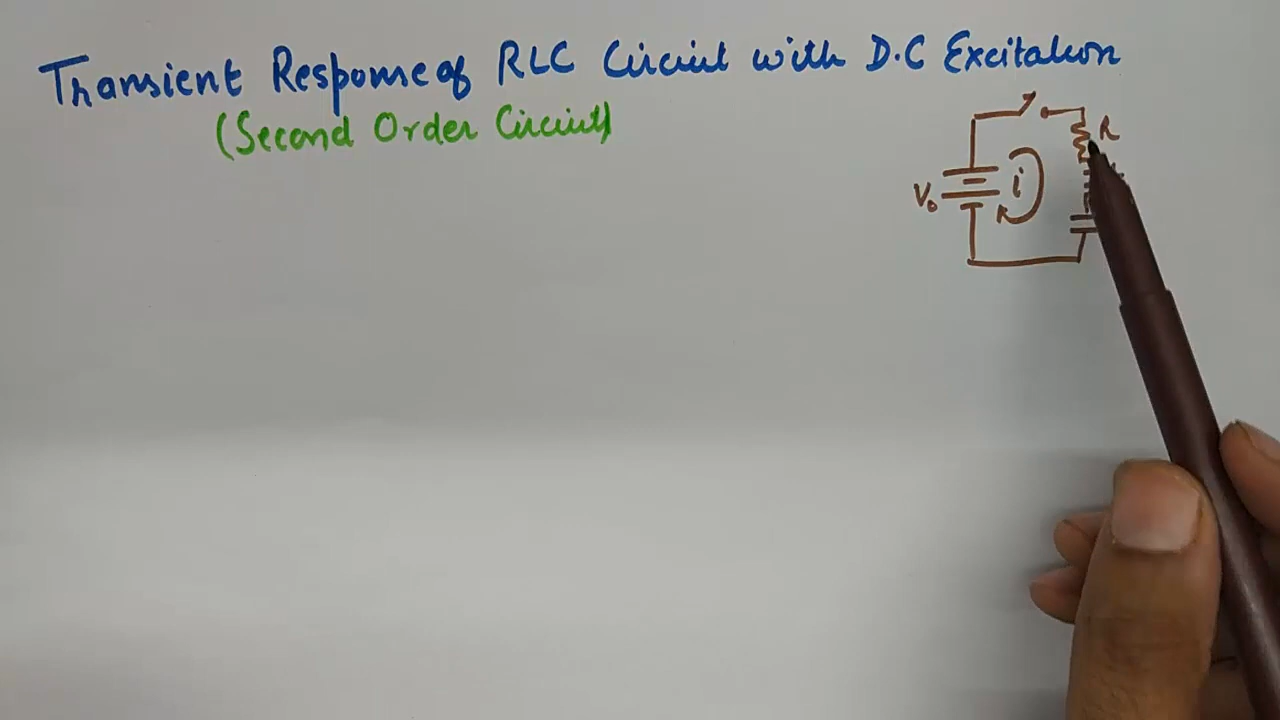 Transient Response of RLC Circuit with D.C Excitation
(Second Order Circuit)
R
V₀
i